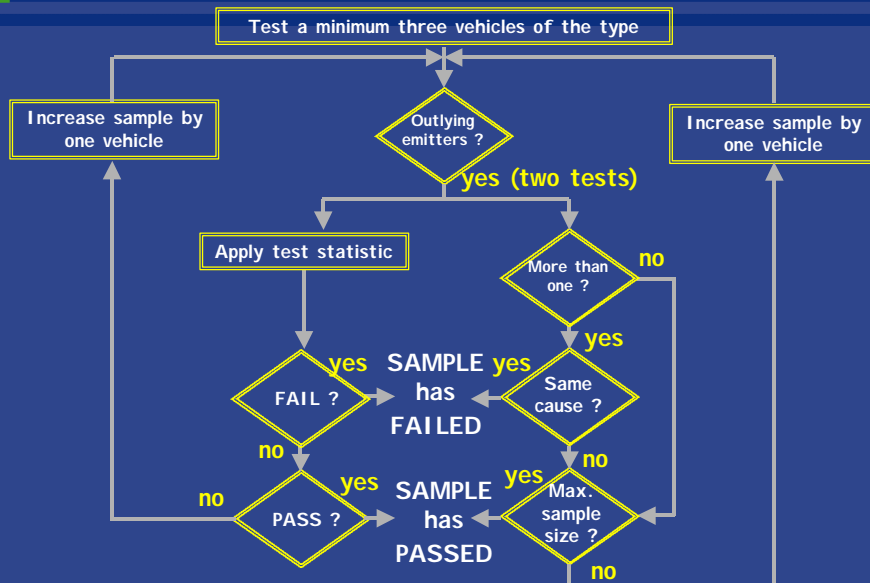 Test a minimum three vehicles of the type
Increase sample by
one vehicle
Outlying
emitters ?
Increase sample by
one vehicle
yes (two tests)
Apply test statistic
More than
one ?
no
yes
FAIL ?
yes
SAMPLE
has
FAILED
yes
Same
cause ?
no
no
no
PASS ?
yes
SAMPLE
has
PASSED
yes
Max.
sample
size ?
no